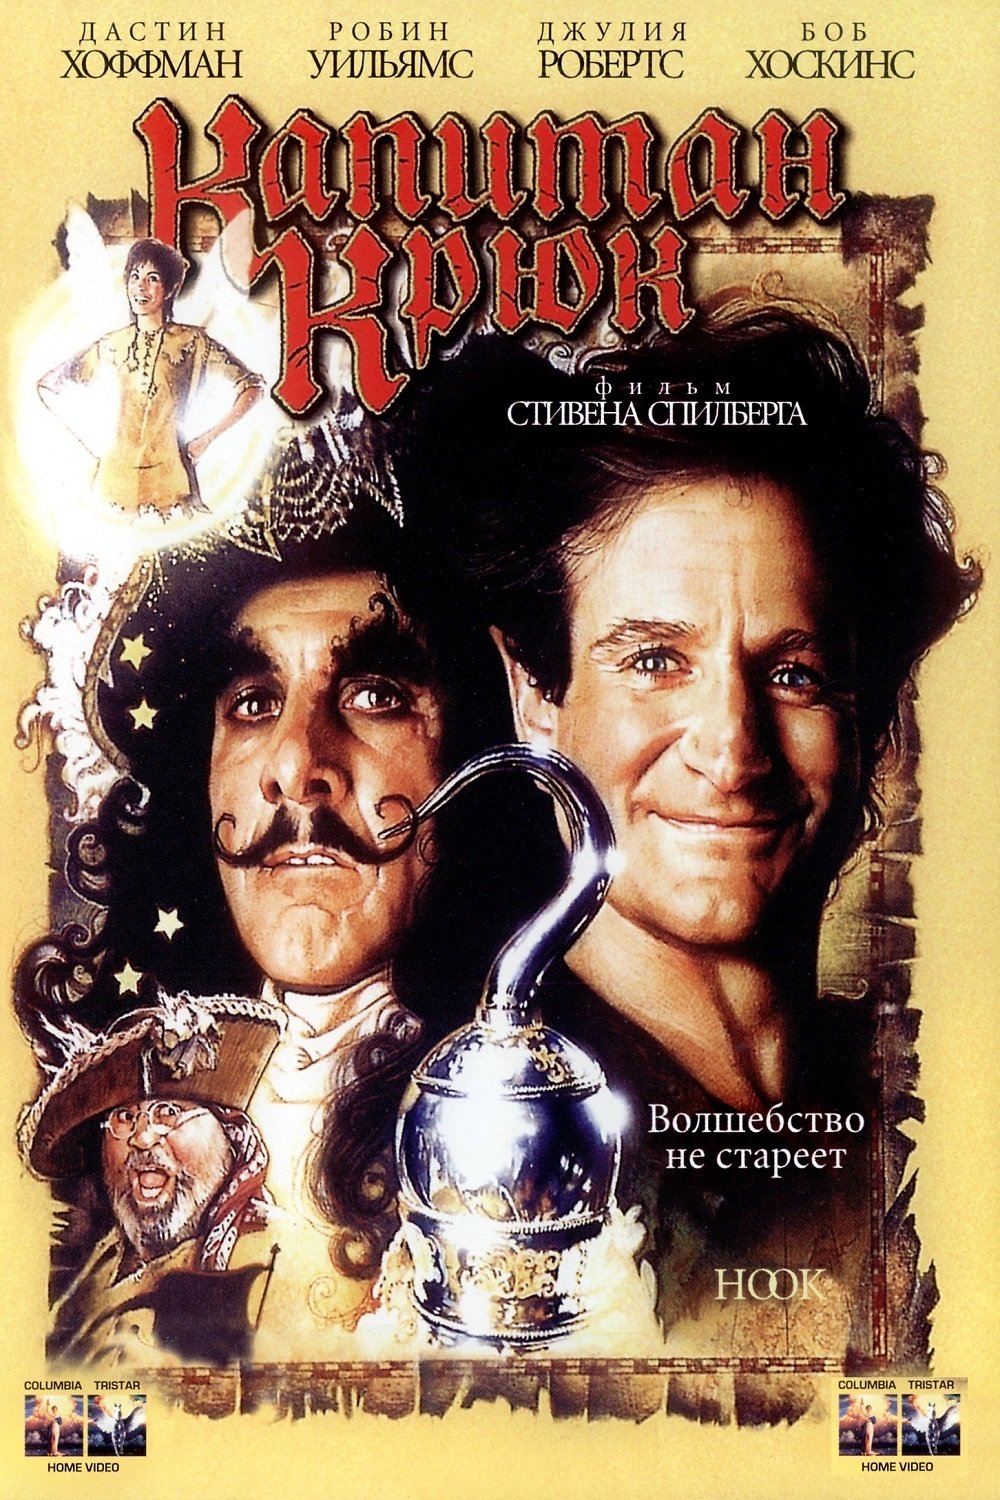 ДАСТИН ХОФФМАН
РОБИН УИЛЬЯМС
ДЖУЛИЯ РОБЕРТС
БОБ ХОСКИНС
Капитан
Крюк
фильм
СТИВЕНА СПИЛБЕРГА
Волшебство
не стареет
HOOK
COLUMBIA TRISTAR
HOME VIDEO
COLUMBIA TRISTAR
HOME VIDEO